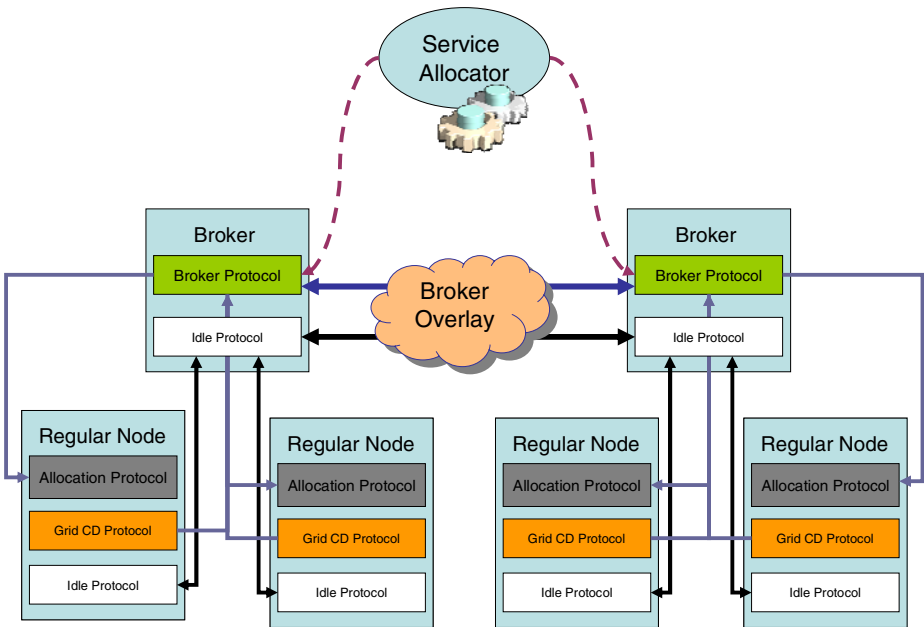 Service
Allocator
Broker
Broker Protocol
Idle Protocol
Broker
Overlay
Broker
Broker Protocol
Idle Protocol
Regular Node
Allocation Protocol
Grid CD Protocol
Idle Protocol
Regular Node
Allocation Protocol
Grid CD Protocol
Idle Protocol
Regular Node
Allocation Protocol
Grid CD Protocol
Idle Protocol
Regular Node
Allocation Protocol
Grid CD Protocol
Idle Protocol